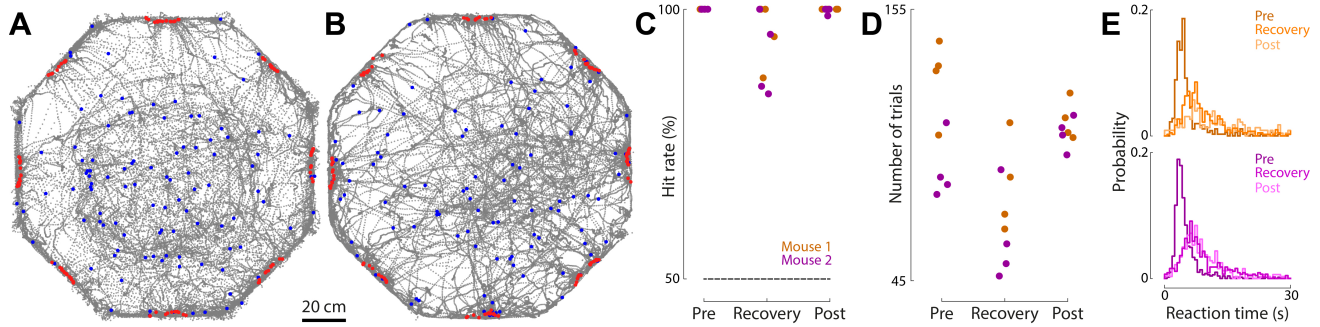 A
B
20 cm
C
100
50
Hit rate (%)
Mouse 1
Mouse 2
Pre
Recovery
Post
D
155
45
Number of trials
Pre
Recovery
Post
E
Probability
0.2
0
Pre
Recovery
Post
0.2
0
Pre
Recovery
Post
0
30
Reaction time (s)